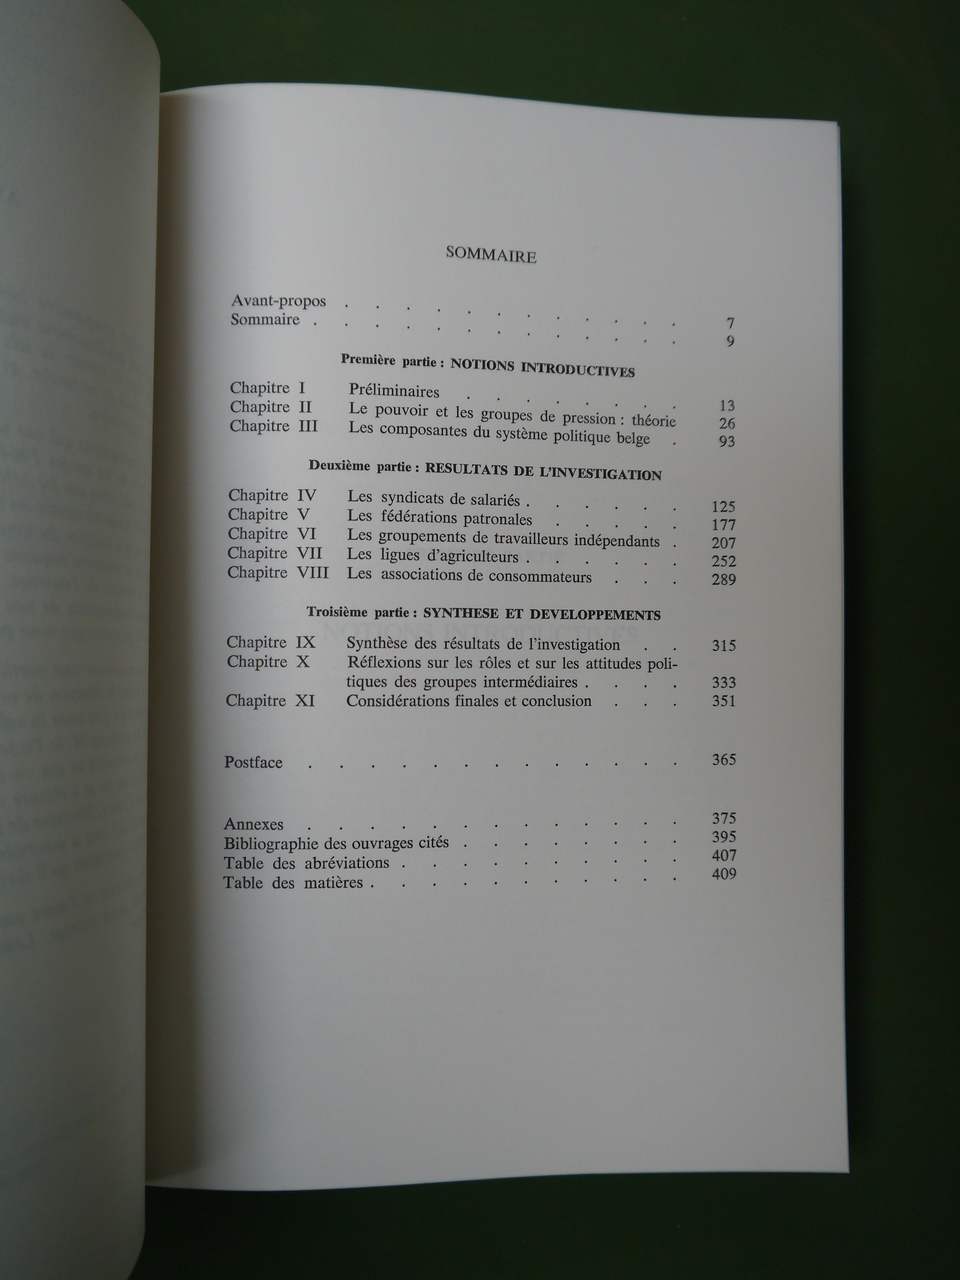 SOMMAIRE
Avant-propos . . . . . . . . . . . . 7
Sommaire . . . . . . . . . . . . . 9
Première partie : NOTIONS INTRODUCTIVES
Chapitre I Préliminaires . . . . . . . . 13
Chapitre II Le pouvoir et les groupes de pression : théorie 26
Chapitre III Les composantes du système politique belge . 93
Deuxième partie : RESULTATS DE L'INVESTIGATION
Chapitre IV Les syndicats de salariés . . . . . . 125
Chapitre V Les fédérations patronales . . . . . 177
Chapitre VI Les groupements de travailleurs indépendants . 207
Chapitre VII Les ligues d'agriculteurs . . . . . . 252
Chapitre VIII Les associations de consommateurs . . . 289
Troisième partie : SYNTHESE ET DEVELOPPEMENTS
Chapitre IX Synthèse des résultats de l'investigation . . 315
Chapitre X Réflexions sur les rôles et sur les attitudes poli-
tiques des groupes intermédiaires . . . . 333
Chapitre XI Considérations finales et conclusion . . . 351
Postface . . . . . . . . . . . . . 365
Annexes . . . . . . . . . . . . . 375
Bibliographie des ouvrages cités . . . . . . . . 395
Table des abréviations . . . . . . . . . . 407
Table des matières . . . . . . . . . . . 409